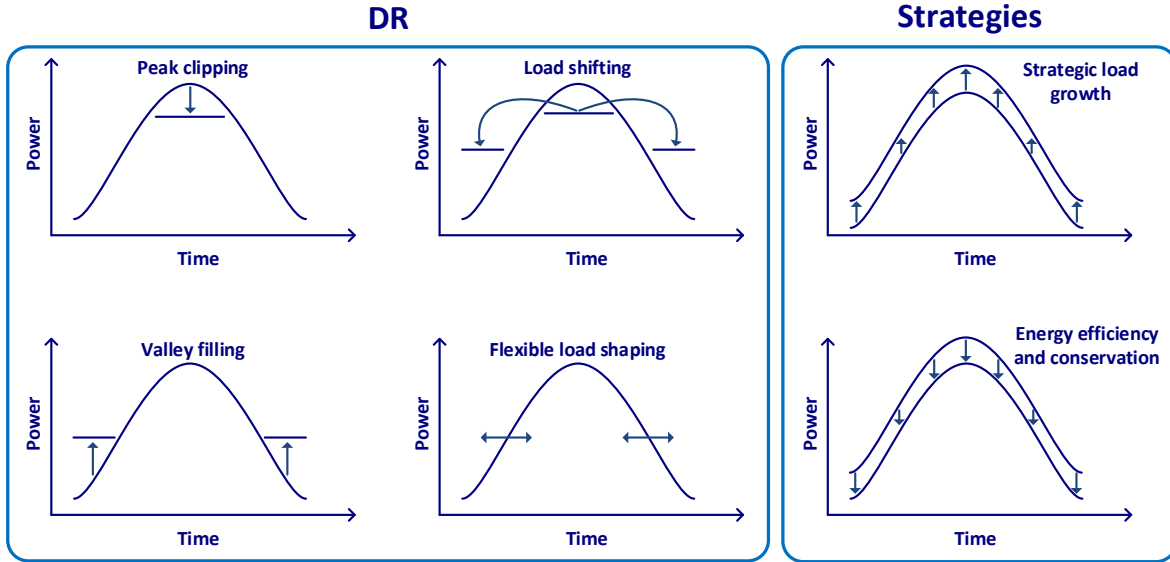 DR
Strategies
Peak clipping
Power
Time
Load shifting
Power
Time
Strategic load
growth
Power
Time
Valley filling
Power
Time
Flexible load shaping
Power
Time
Energy efficiency
and conservation
Power
Time